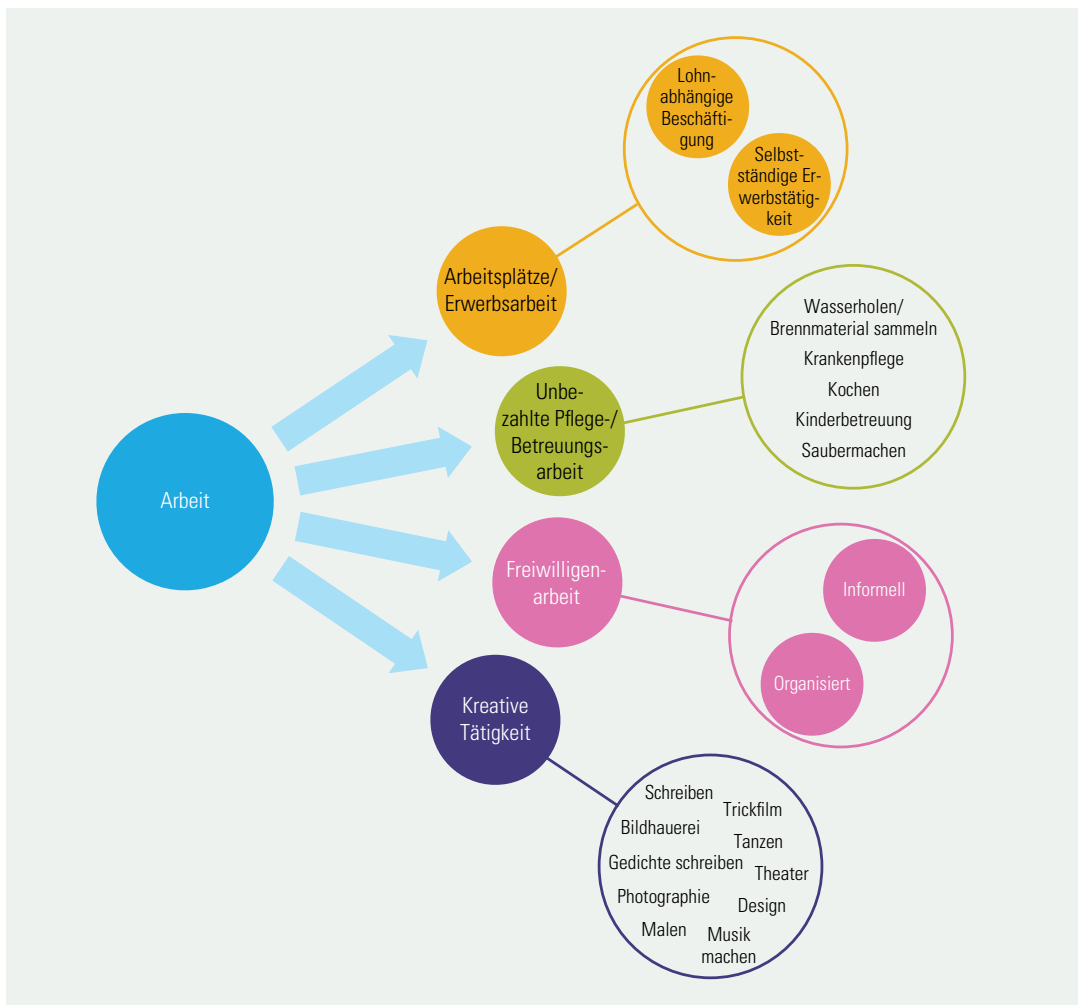 Arbeit
Arbeitsplätze/
Erwerbsarbeit
Lohn-
abhängige
Beschäfti-
gung
Selbst-
ständige Er-
werbstätig-
keit
Unbe-
zahlte Pflege-/
Betreuungs-
arbeit
Wasserholen/
Brennmaterial sammeln
Krankenpflege
Kochen
Kinderbetreuung
Saubermachen
Freiwilligen-
arbeit
Informell
Organisiert
Kreative
Tätigkeit
Schreiben
Trickfilm
Bildhauerei
Tanzen
Gedichte schreiben
Theater
Photographie
Design
Malen
Musik
machen